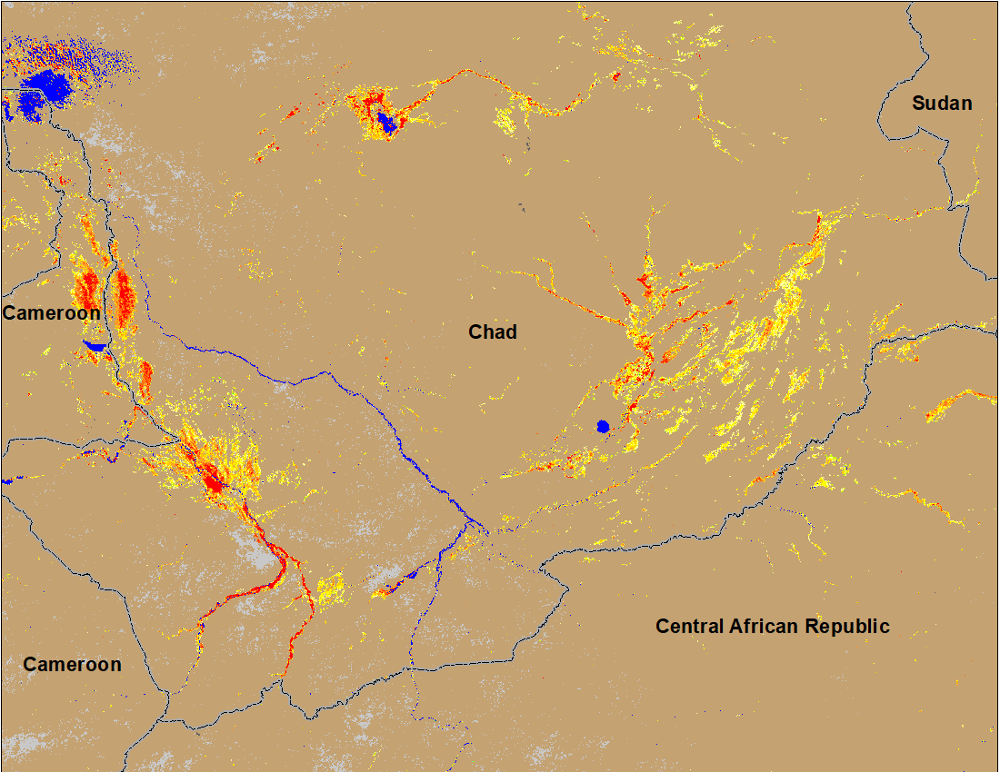 Sudan
Cameroon
Chad
Central African Republic
Cameroon